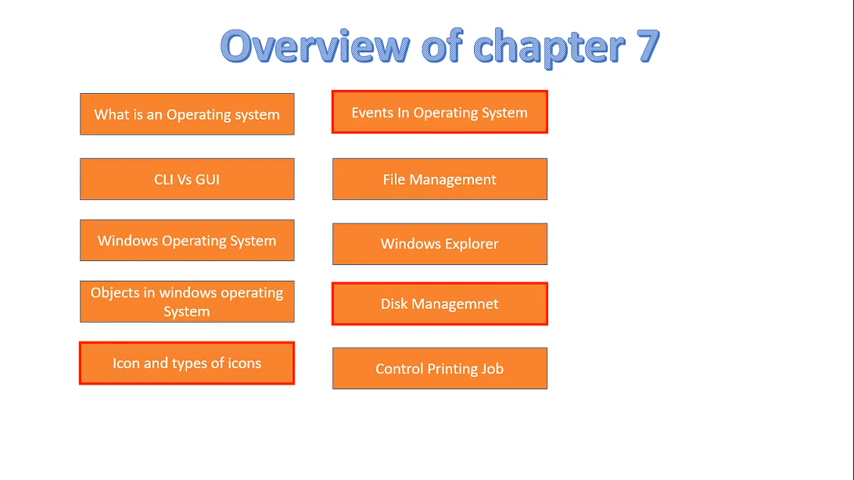 Overview of chapter 7
What is an Operating system
CLI Vs GUI
Windows Operating System
Objects in windows operating
System
Icon and types of icons
Events In Operating System
File Management
Windows Explorer
Disk Managemnet
Control Printing Job